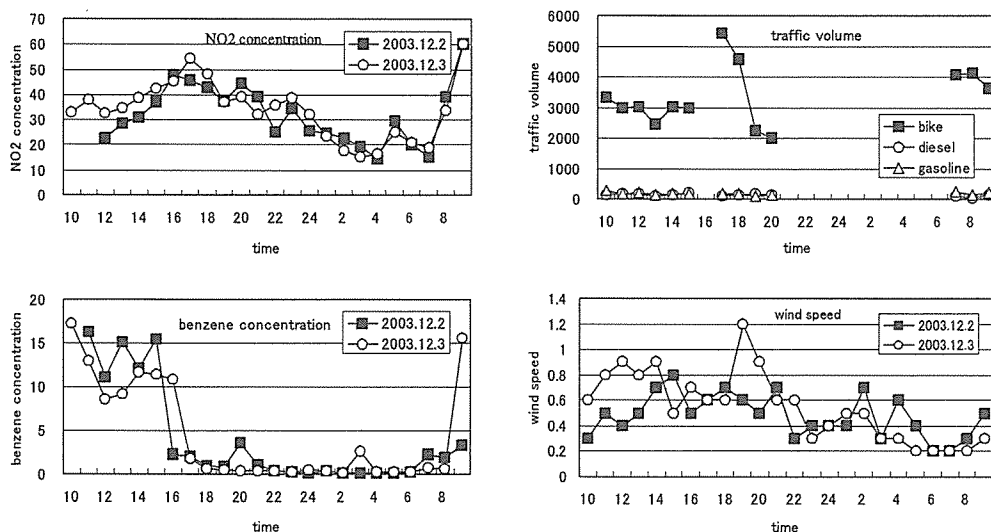 NO2 concentration
70
60
50
40
30
20
10
0
NO2 concentration
2003.12.2
2003.12.3
10 12 14 16 18 20 22 24 2 4 6 8
time
traffic volume
6000
5000
4000
3000
2000
1000
0
traffic volume
bike
diesel
gasoline
10 12 14 16 18 20 22 24 2 4 6 8
time
benzene concentration
20
15
10
5
0
benzene concentration
2003.12.2
2003.12.3
10 12 14 16 18 20 22 24 2 4 6 8
time
wind speed
1.4
1.2
1
0.8
0.6
0.4
0.2
0
wind speed
2003.12.2
2003.12.3
10 12 14 16 18 20 22 24 2 4 6 8
time